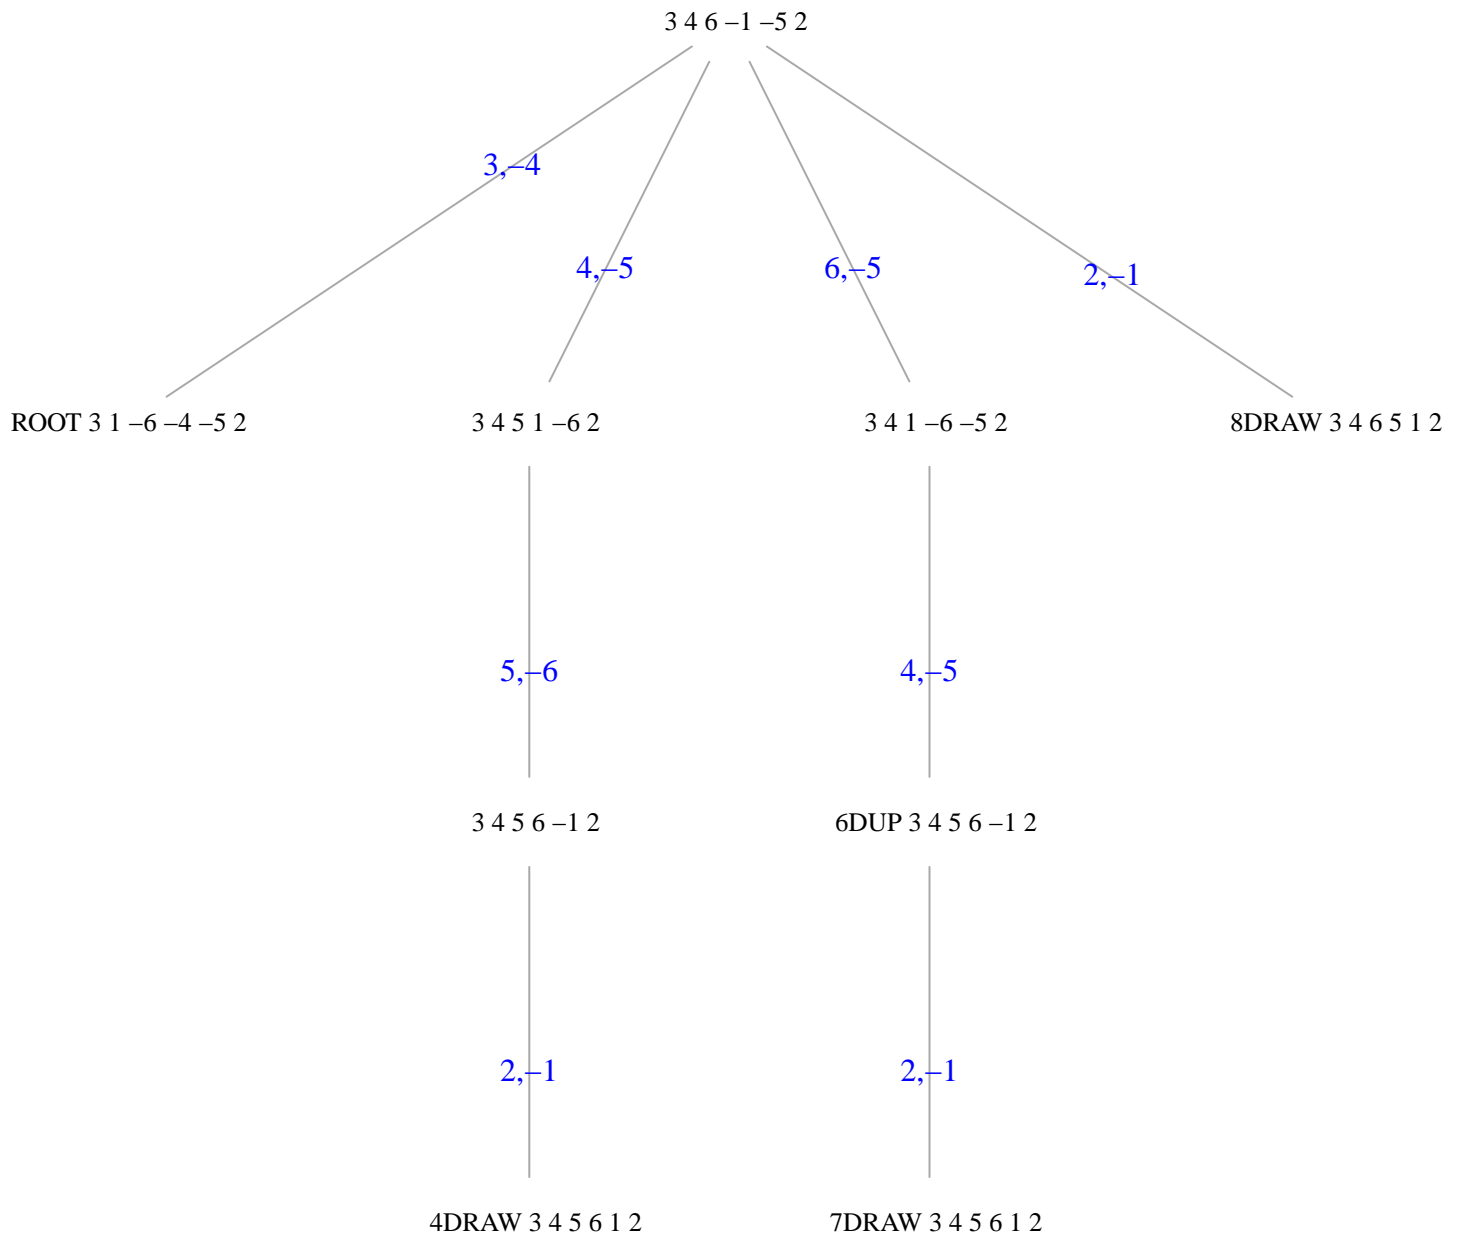 3 4 6 –1 –5 2
3,–4
4,–5
6,–5
2,–1
ROOT 3 1 –6 –4 –5 2
3 4 5 1 –6 2
3 4 1 –6 –5 2
8DRAW 3 4 6 5 1 2
5,–6
4,–5
3 4 5 6 –1 2
6DUP 3 4 5 6 –1 2
2,–1
2,–1
4DRAW 3 4 5 6 1 2
7DRAW 3 4 5 6 1 2